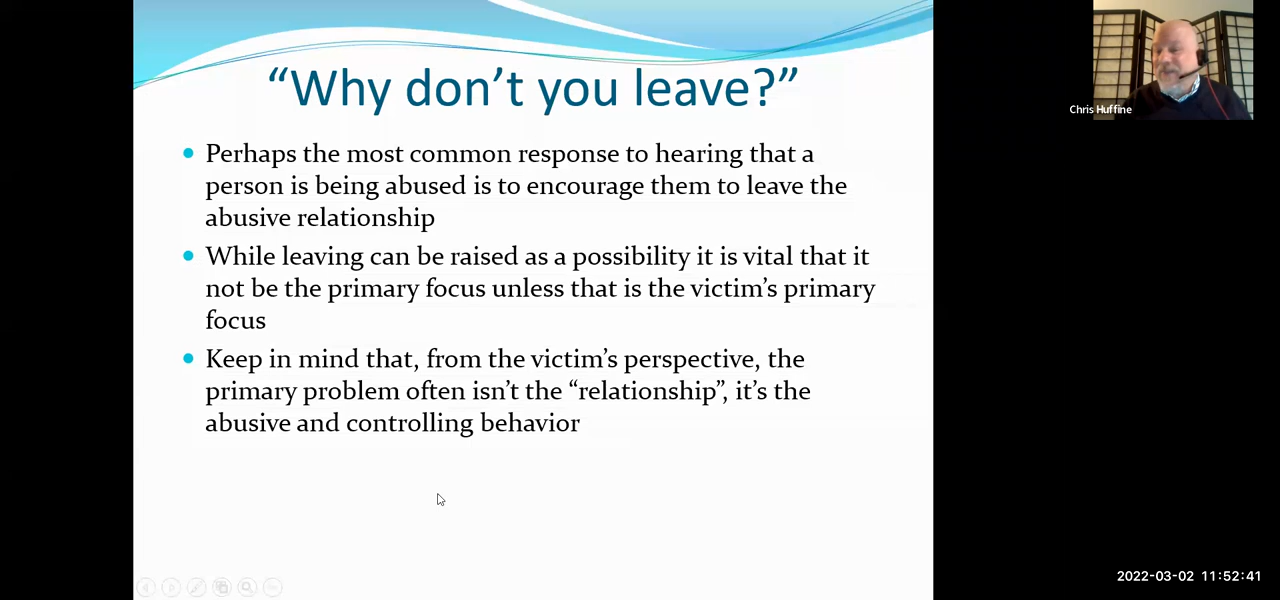 “Why don’t you leave?”
Perhaps the most common response to hearing that a
person is being abused is to encourage them to leave the
abusive relationship
While leaving can be raised as a possibility it is vital that it
not be the primary focus unless that is the victim’s primary
focus
Keep in mind that, from the victim’s perspective, the
primary problem often isn’t the “relationship”, it’s the
abusive and controlling behavior
Chris Huffine
2022-03-02 11:52:41